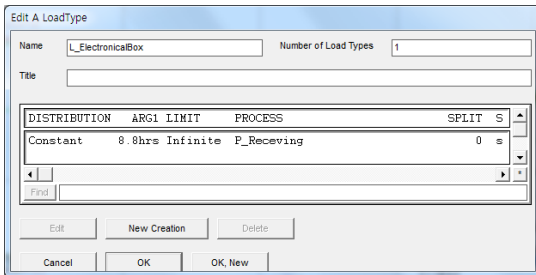 Edit A LoadType
Name L_ElectronicalBox Number of Load Types 1
Title
DISTRIBUTION ARG1 LIMIT PROCESS SPLIT S
Constant 8.8hrs Infinite P_Receving 0 s
*
Find
Edit New Creation Delete
Cancel OK OK, New